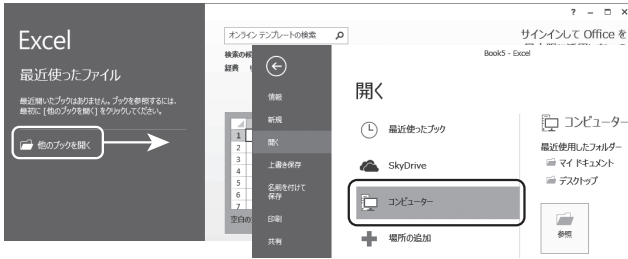 Excel
最近使ったファイル
最近開いたブックはありません。ブックを参照するには、
最初に [他のブックを開く] をクリックしてください。
他のブックを開く
? – □ ×
オンライン テンプレートの検索
サインインして Office を
検索の候
経費
1
2
3
4
5
6
7
空白の
Book5 - Excel
情報
新規
開く
上書き保存
名前を付けて
保存
印刷
共有
開く
最近使ったブック
SkyDrive
コンピューター
場所の追加
コンピューター
最近使用したフォルダー
マイ ドキュメント
デスクトップ
参照